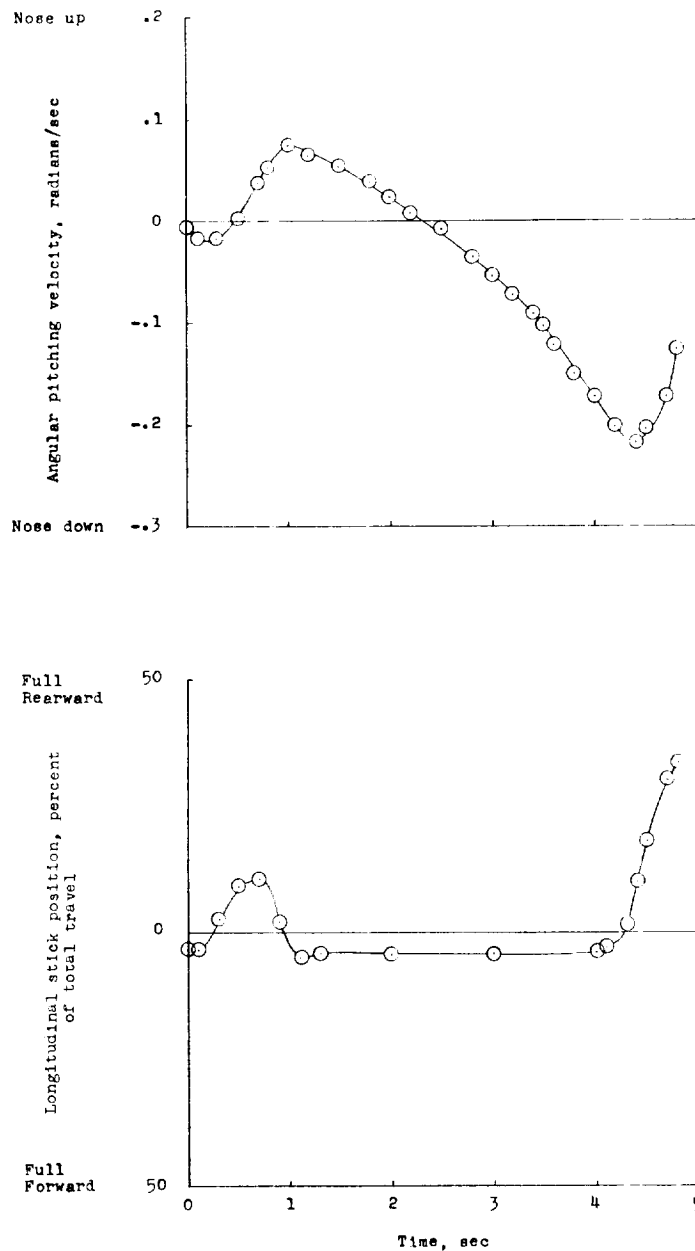 Nose up
.2
.1
0
-.1
-.2
-.3
Nose down
Angular pitching velocity, radians/sec
Full
Rearward
50
0
50
Full
Forward
Longitudinal stick position, percent
of total travel
0 1 2 3 4
Time, sec